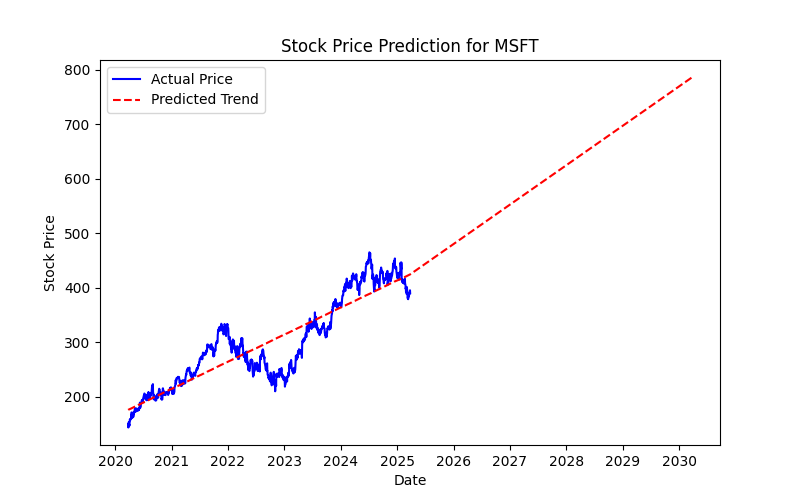 Stock Price Prediction for MSFT
Actual Price
Predicted Trend
800
700
600
500
400
300
200
Stock Price
2020 2021 2022 2023 2024 2025 2026 2027 2028 2029 2030
Date